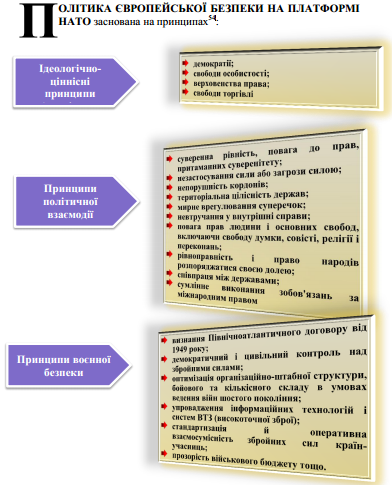 ПОЛІТИКА ЄВРОПЕЙСЬКОЇ БЕЗПЕКИ НА ПЛАТФОРМІ
НАТО заснована на принципах54:
Ідеологічно-
ціннісні
принципи
демократії;
свободи особистості;
верховенства права;
свободи торгівлі
Принципи
політичної
взаємодії
суверенна рівність, повага до прав,
притаманних суверенітету;
незастосування сили або загрози силою;
непорушність кордонів;
територіальна цілісність держав;
мирне врегулювання суперечок;
невтручання у внутрішні справи;
повага прав людини і основних свобод,
включаючи свободу думки, совісті, релігії і
переконань;
рівноправність і право народів
розпоряджатися своєю долею;
співпраця між державами;
сумлінне виконання зобов'язань за
міжнародним правом
Принципи воєнної
безпеки
визнання Північноатлантичного договору від
1949 року;
демократичний і цивільний контроль над
збройними силами;
оптимізація організаційно-штабної структури,
бойового та кількісного складу в умовах
ведення війн шостого покоління;
упровадження інформаційних технологій і
систем ВТЗ (високоточної зброї);
стандартизація й оперативна
взаємосумісність збройних сил країн-
учасниць;
прозорість військового бюджету тощо.